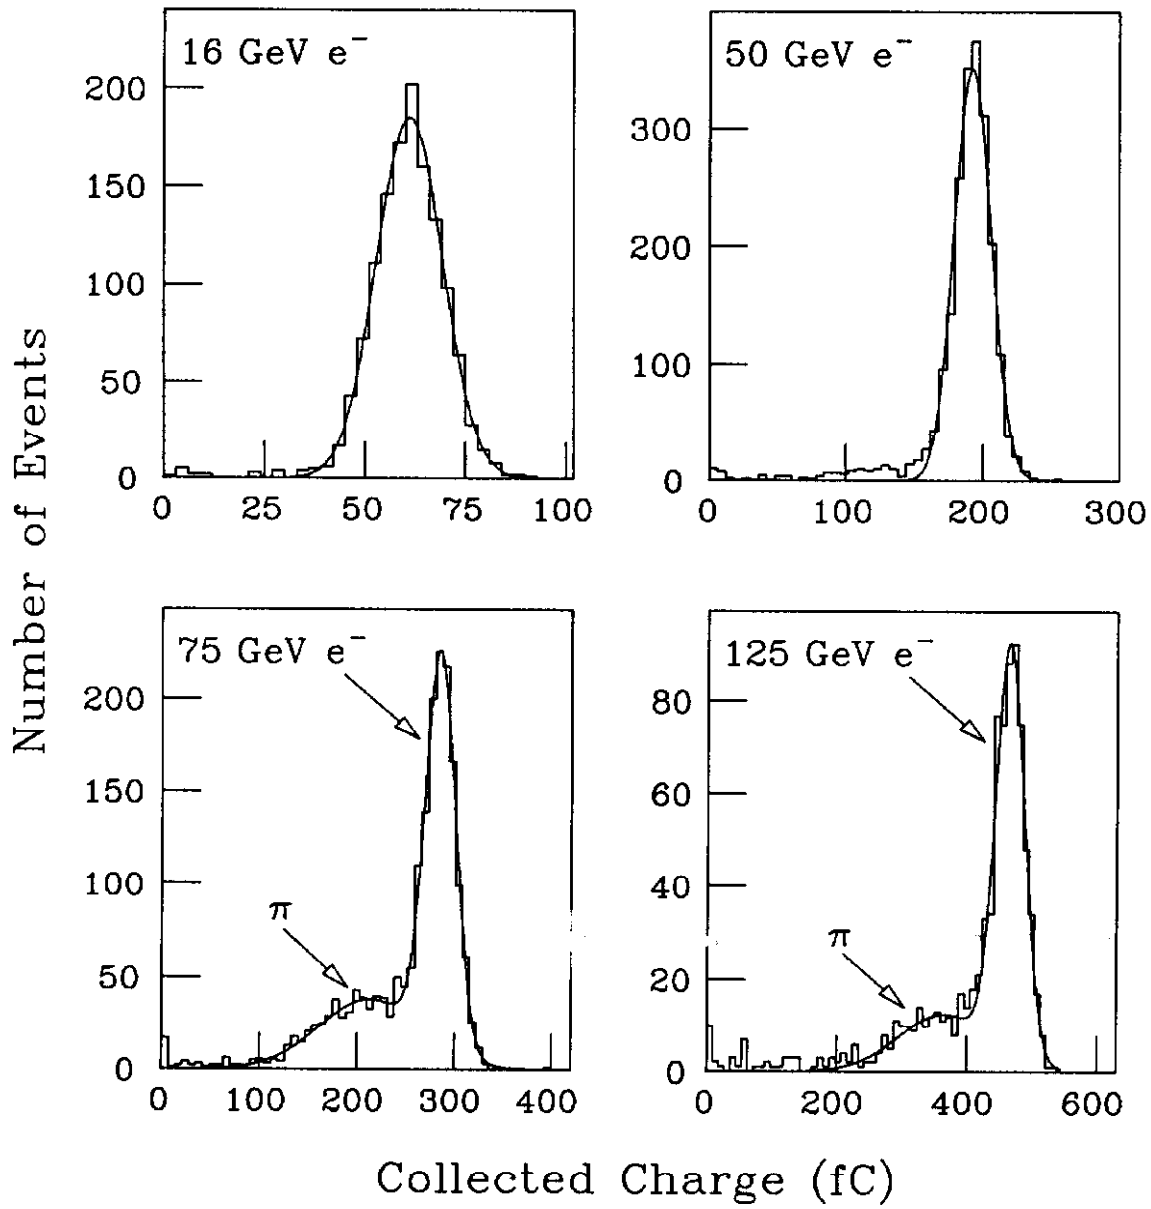 16 GeV e⁻
200
150
100
50
0
0 25 50 75 100
50 GeV e⁻
300
200
100
0
0 100 200 300
75 GeV e⁻
200
150
100
50
0
π
0 100 200 300 400
125 GeV e⁻
80
60
40
20
0
π
0 200 400 600
Number of Events
Collected Charge (fC)